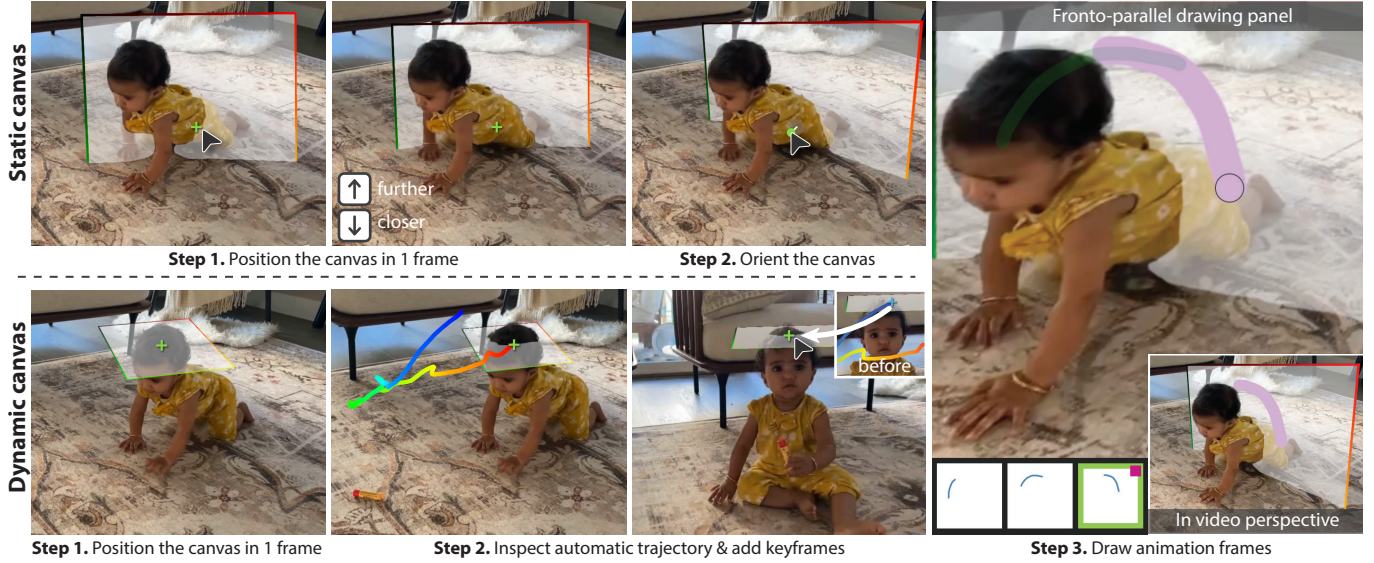 Static canvas
↑ further
↓ closer
Step 1. Position the canvas in 1 frame
Step 2. Orient the canvas
Dynamic canvas
before
Step 1. Position the canvas in 1 frame
Step 2. Inspect automatic trajectory & add keyframes
Fronto-parallel drawing panel
In video perspective
Step 3. Draw animation frames